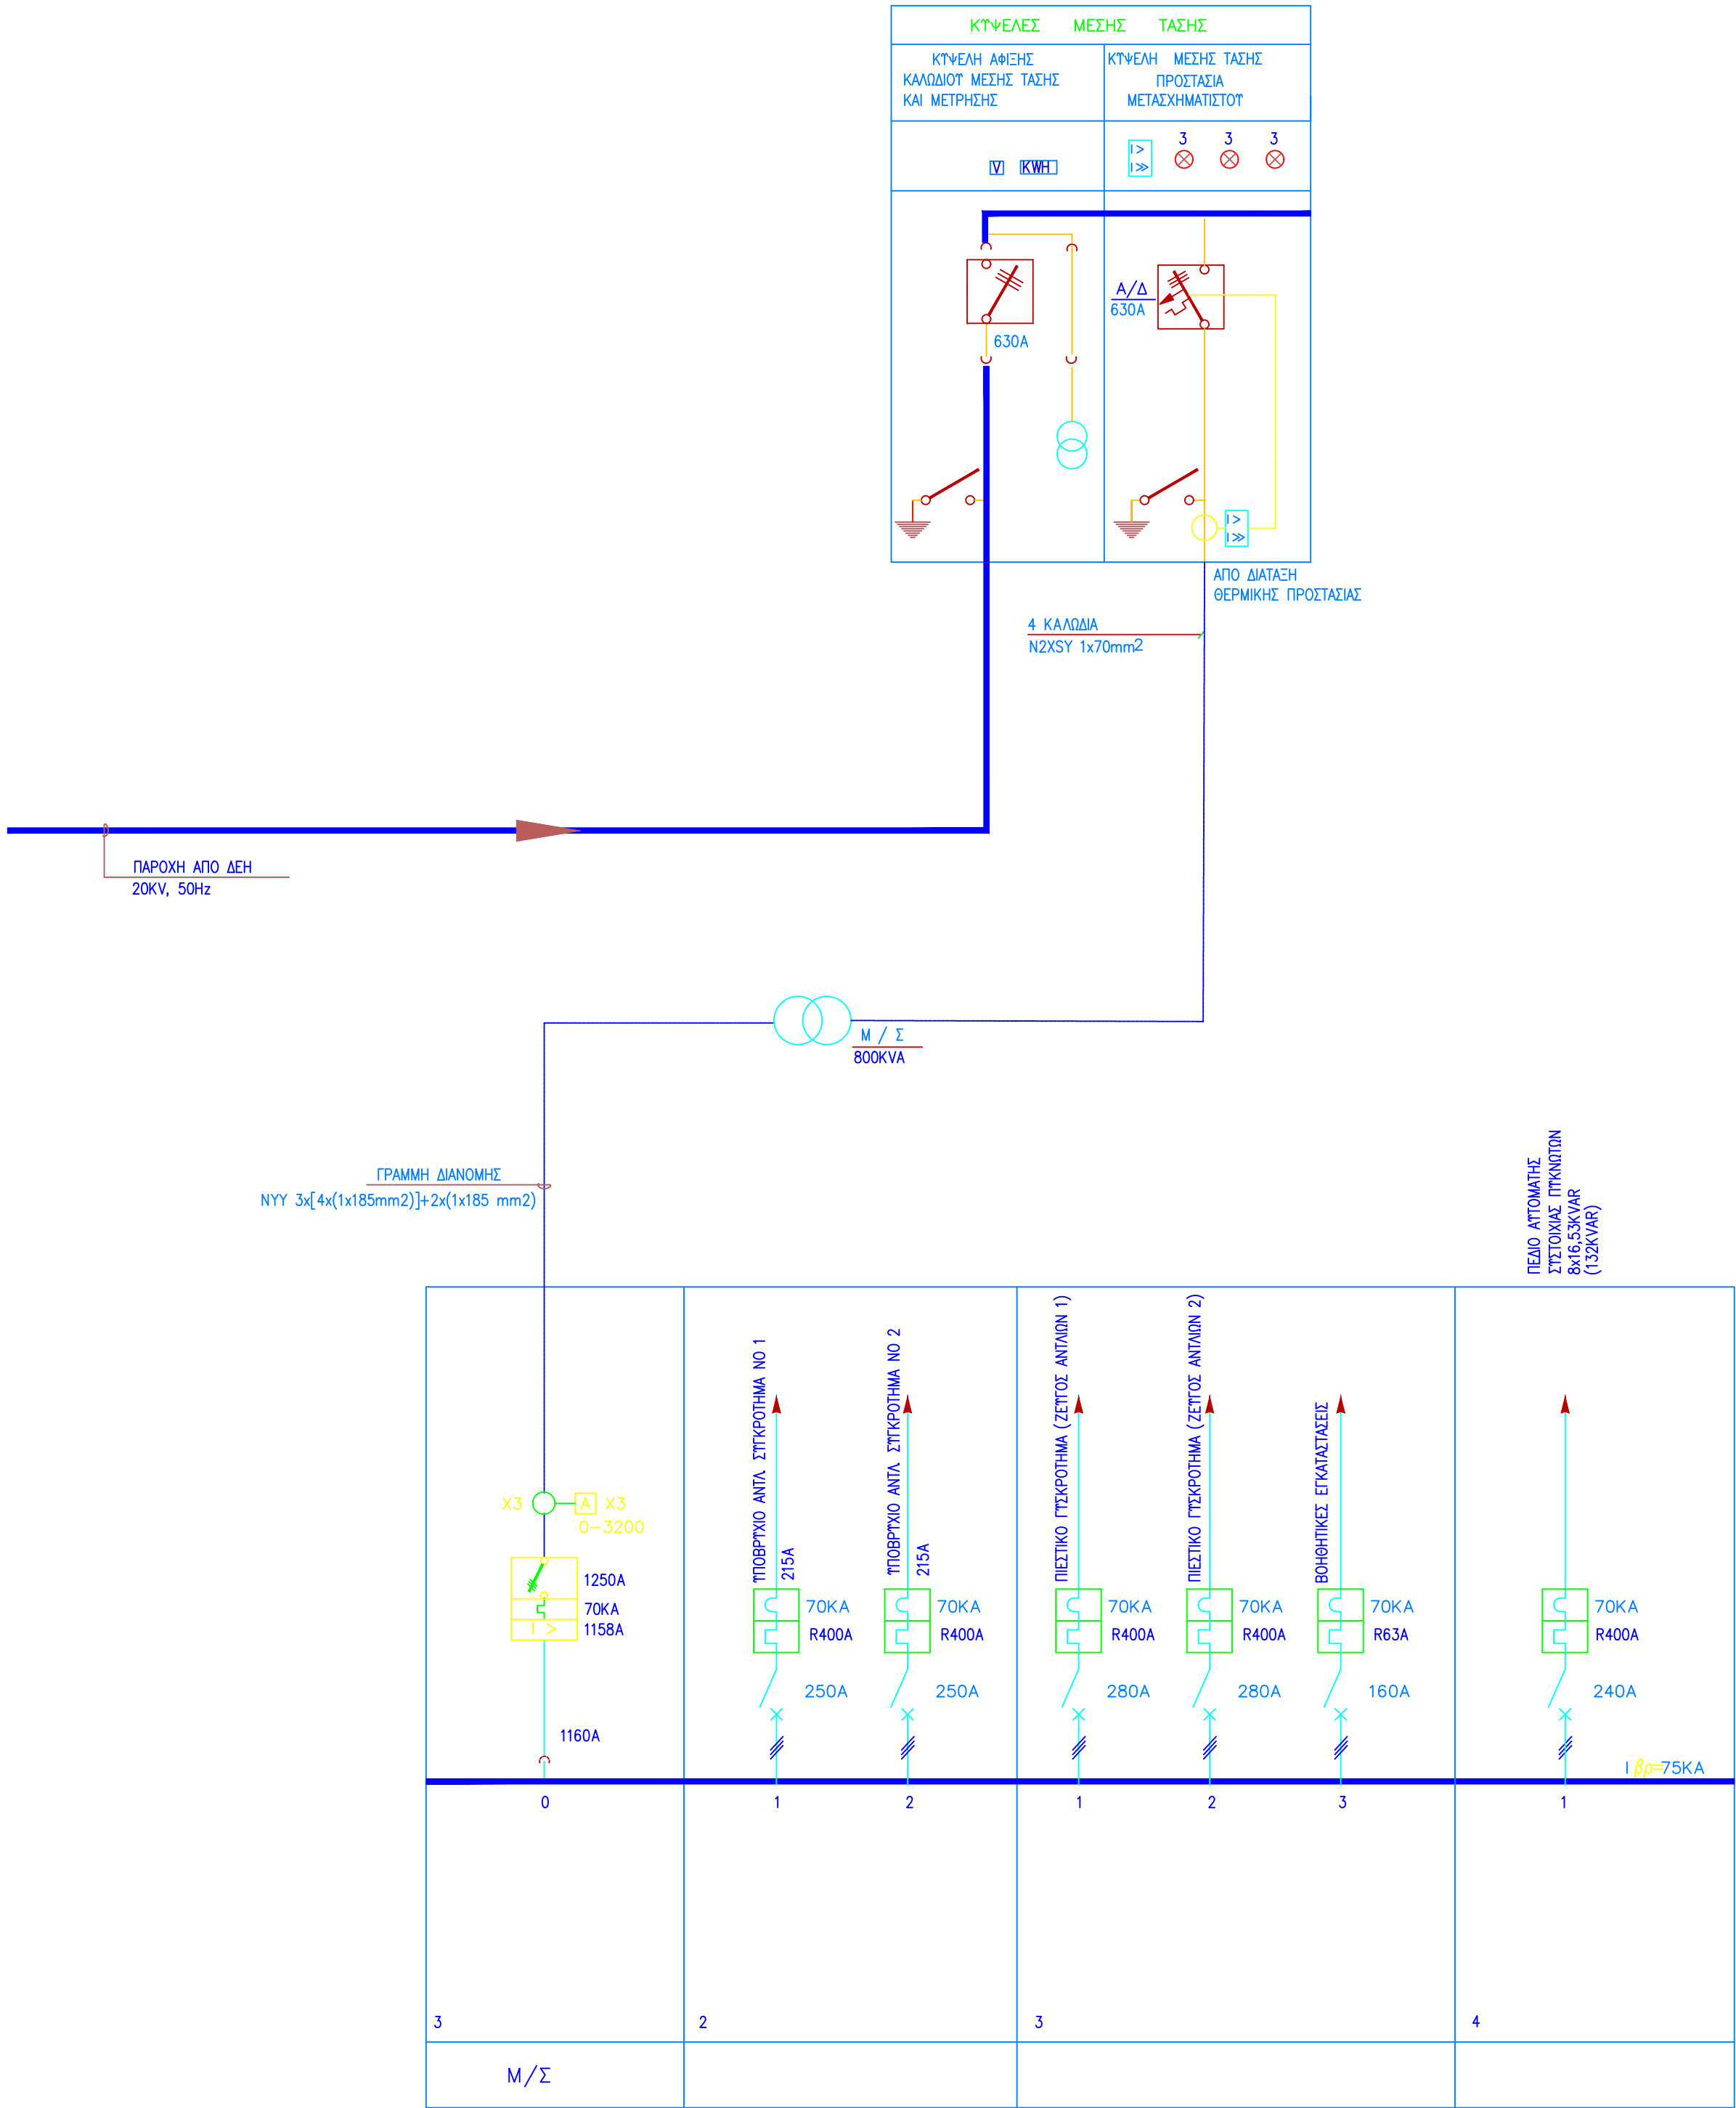 ΚΥΨΕΛΕΣ ΜΕΣΗΣ ΤΑΣΗΣ
ΚΥΨΕΛΗ ΑΦΙΞΗΣ
ΚΑΛΩΔΙΟΥ ΜΕΣΗΣ ΤΑΣΗΣ
ΚΑΙ ΜΕΤΡΗΣΗΣ
ΚΥΨΕΛΗ ΜΕΣΗΣ ΤΑΣΗΣ
ΠΡΟΣΤΑΣΙΑ
ΜΕΤΑΣΧΗΜΑΤΙΣΤΟΥ
V KWH
I >
I >>
3 3 3
Α/Δ
630A
630A
I >
I >>
ΑΠΟ ΔΙΑΤΑΞΗ
ΘΕΡΜΙΚΗΣ ΠΡΟΣΤΑΣΙΑΣ
4 ΚΑΛΩΔΙΑ
N2XSY 1x70mm2
ΠΑΡΟΧΗ ΑΠΟ ΔΕΗ
20KV, 50Hz
Μ / Σ
800KVA
ΓΡΑΜΜΗ ΔΙΑΝΟΜΗΣ
NYY 3x[4x(1x185mm2)]+2x(1x185 mm2)
ΠΕΔΙΟ ΑΥΤΟΜΑΤΗΣ
ΣΥΣΤΟΙΧΙΑΣ ΠΥΚΝΩΤΩΝ
8x16,53KVAR
(132KVAR)
ΥΠΟΒΡΥΧΙΟ ΑΝΤΛ. ΣΥΓΚΡΟΤΗΜΑ ΝΟ 1
215A
ΥΠΟΒΡΥΧΙΟ ΑΝΤΛ. ΣΥΓΚΡΟΤΗΜΑ ΝΟ 2
215A
ΠΙΕΣΤΙΚΟ ΓΥΣΚΡΟΤΗΜΑ (ΖΕΥΓΟΣ ΑΝΤΛΙΩΝ 1)
ΠΙΕΣΤΙΚΟ ΓΥΣΚΡΟΤΗΜΑ (ΖΕΥΓΟΣ ΑΝΤΛΙΩΝ 2)
ΒΟΗΘΗΤΙΚΕΣ ΕΓΚΑΤΑΣΤΑΣΕΙΣ
X3 A X3
0-3200
1250A
70KA
I > 1158A
70KA 70KA 70KA 70KA 70KA 70KA
R400A R400A R400A R400A R63A R400A
250A 250A 280A 280A 160A 240A
1160A
I βρ=75KA
0 1 2 1 2 3 1
3 2 3 4
Μ/Σ